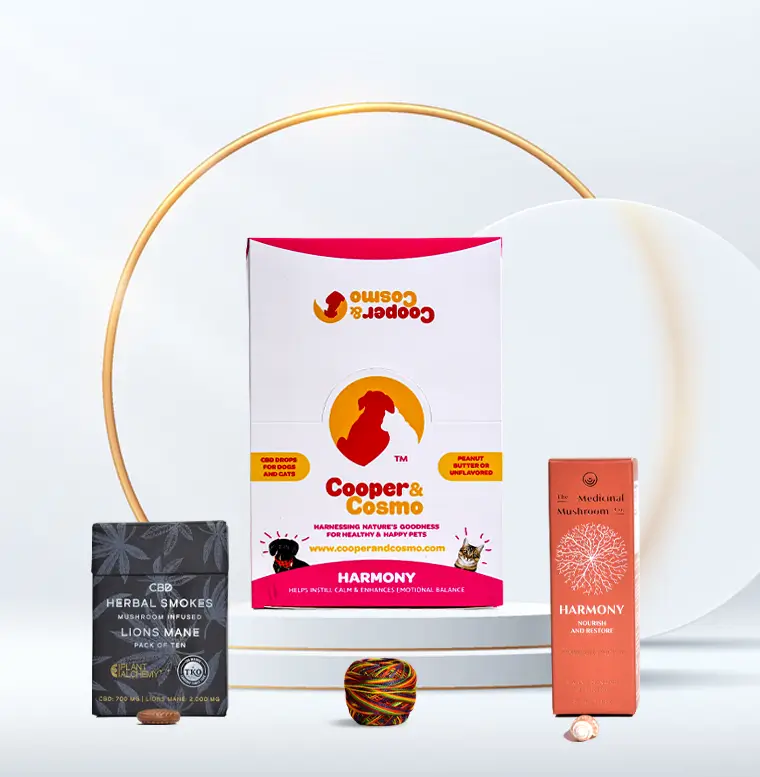 Cooper&
Cosmo
CBD DROPS
FOR DOGS
AND CATS
PEANUT
BUTTER OR
UNFLAVORED
TM
Cooper&
Cosmo
HARNESSING NATURE'S GOODNESS
FOR HEALTHY & HAPPY PETS
www.cooperandcosmo.com
HARMONY
HELPS INSTILL CALM & ENHANCES EMOTIONAL BALANCE
CBD
HERBAL SMOKES
MUSHROOM INFUSED
LIONS MANE
PACK OF TEN
PLANT
ALCHEMY
TKO
CBD: 700 MG | LIONS MANE: 2,000 MG
The Medicinal
Mushroom Co.
HARMONY
NOURISH
AND RESTORE